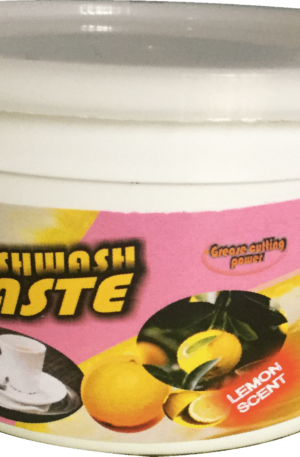 SHWASH
ASTE
Grease cutting
power
LEMON
SCENT